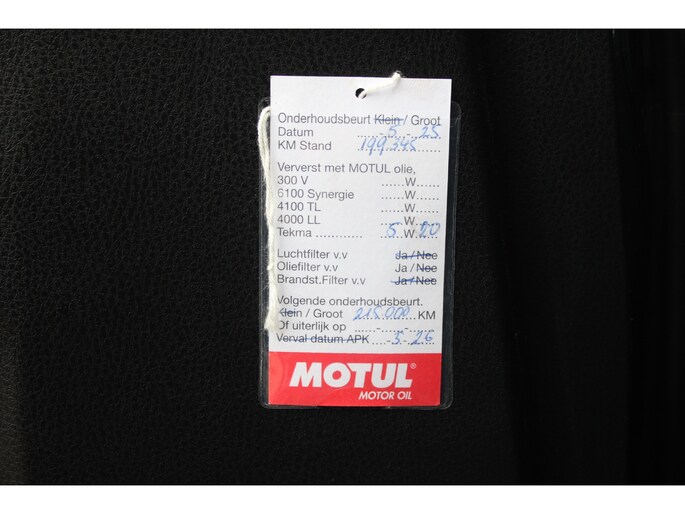 Onderhoudsbeurt Klein / Groot
Datum ......-5...-25
KM Stand ..199.345......
Ververst met MOTUL olie,
300 V ......W.....
6100 Synergie ......W.....
4100 TL ......W.....
4000 LL ......W.....
Tekma ............ 5 W.20
Luchtfilter v.v Ja / Nee
Oliefilter v.v Ja / Nee
Brandst.Filter v.v Ja / Nee
Volgende onderhoudsbeurt.
Klein / Groot 215.000 KM
Of uiterlijk op ......-......-......
Verval datum APK ....-5.-26
MOTUL®
MOTOR OIL